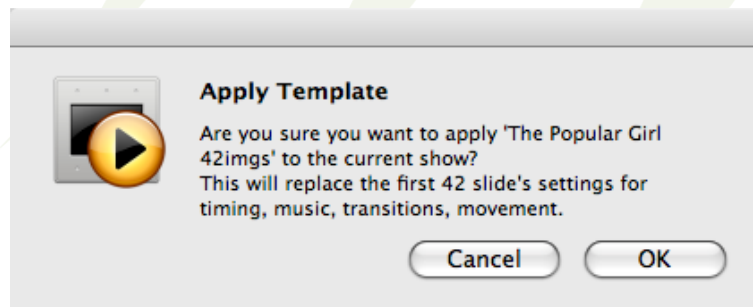 Apply Template
Are you sure you want to apply 'The Popular Girl
42imgs' to the current show?
This will replace the first 42 slide's settings for
timing, music, transitions, movement.
Cancel OK